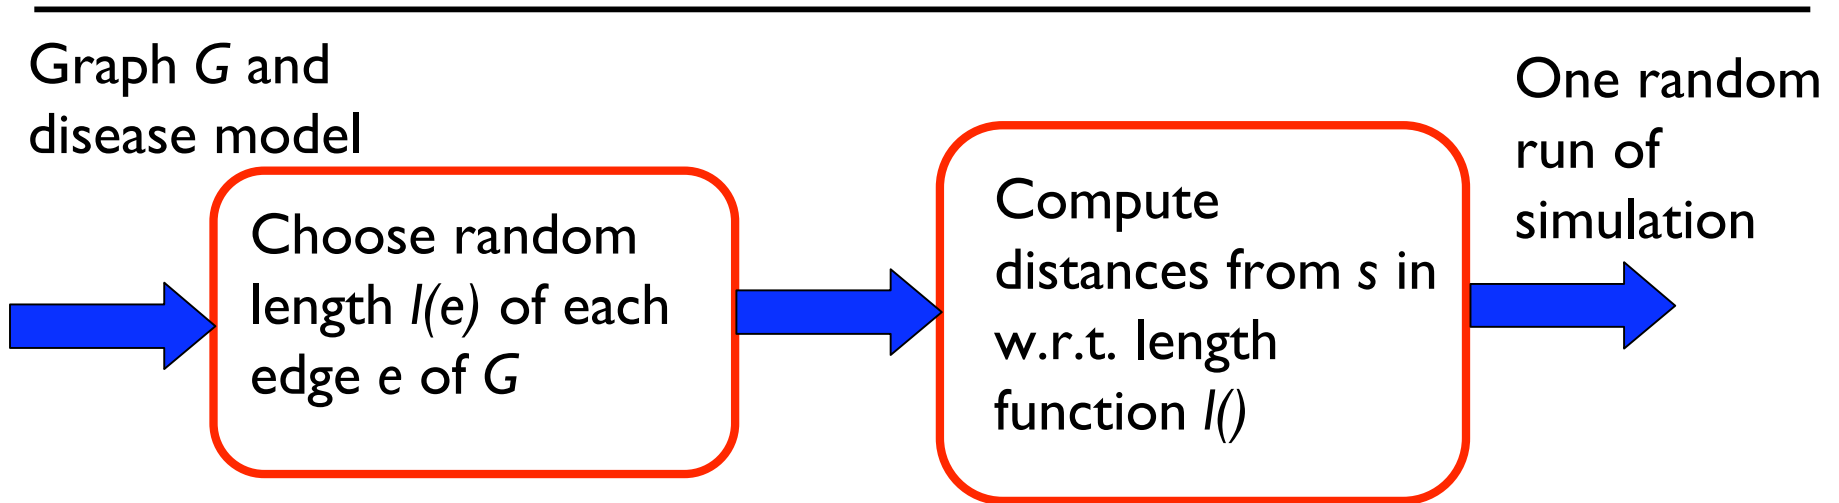 Graph G and
disease model
Choose random
length l(e) of each
edge e of G
Compute
distances from s in
w.r.t. length
function l()
One random
run of
simulation